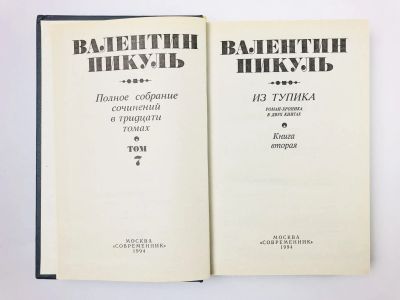 ВАЛЕНТИН
ПИКУЛЬ
Полное собрание
сочинений
в тридцати
томах
ТОМ
7
МОСКВА
«СОВРЕМЕННИК»
1994
ВАЛЕНТИН
ПИКУЛЬ
ИЗ ТУПИКА
РОМАН-ХРОНИКА
В ДВУХ КНИГАХ
Книга
вторая
МОСКВА
«СОВРЕМЕННИК»
1994